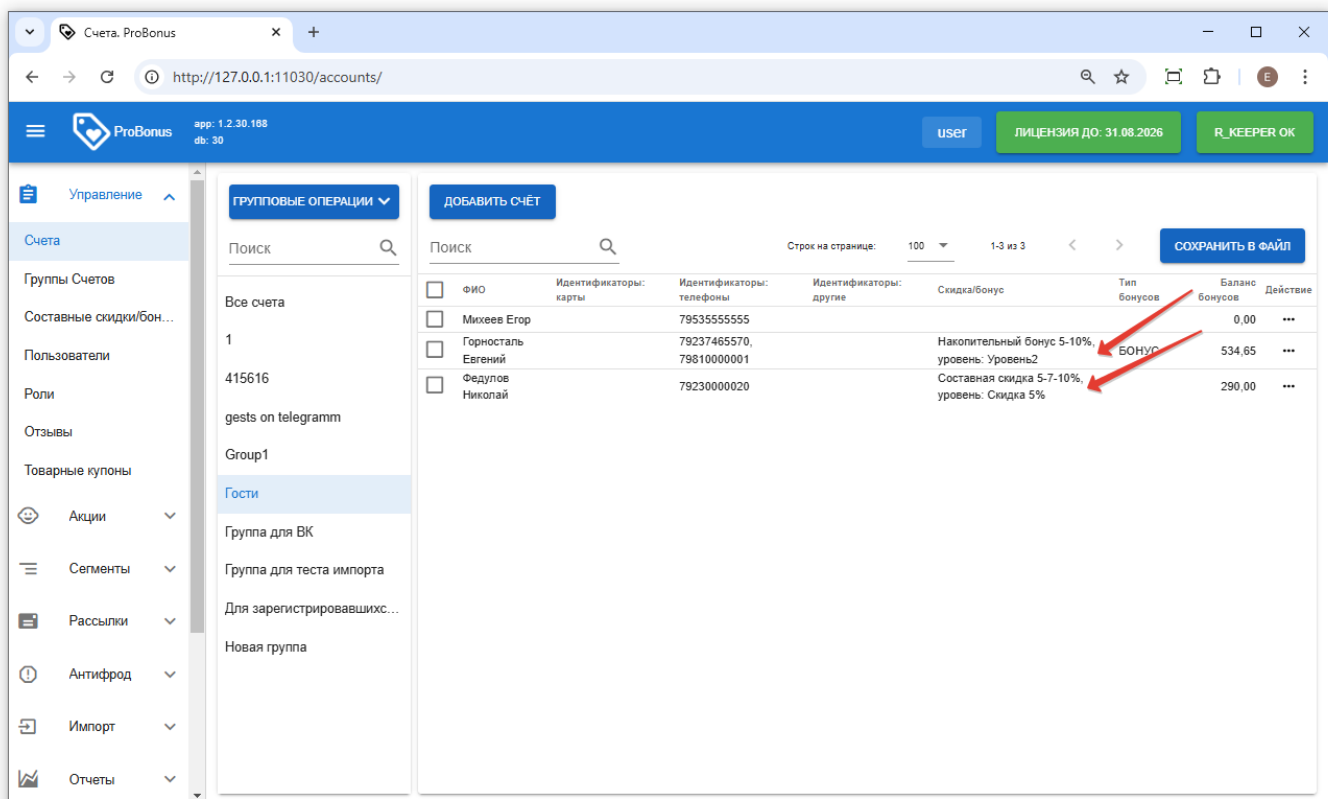 Счета. ProBonus
http://127.0.0.1:11030/accounts/
E
ProBonus
app: 1.2.30.168
db: 30
user
ЛИЦЕНЗИЯ ДО: 31.08.2026
R_KEEPER OK
Управление
Счета
Группы Счетов
Составные скидки/бон...
Пользователи
Роли
Отзывы
Товарные купоны
Акции
Сегменты
Рассылки
Антифрод
Импорт
Отчеты
ГРУППОВЫЕ ОПЕРАЦИИ
Поиск
Все счета
1
415616
gests on telegramm
Group1
Гости
Группа для ВК
Группа для теста импорта
Для зарегистрировавшихс...
Новая группа
ДОБАВИТЬ СЧЁТ
Поиск
Строк на странице: 100 1-3 из 3
СОХРАНИТЬ В ФАЙЛ
ФИО
Идентификаторы:
карты
Идентификаторы:
телефоны
Идентификаторы:
другие
Скидка/бонус
Тип
бонусов
Баланс
бонусов
Действие
Михеев Егор 79535555555 0,00
Горносталь 79237465570, Накопительный бонус 5-10%,
Евгений 79810000001 уровень: Уровень2 БОНУС 534,65
Федулов Николай 79230000020 Составная скидка 5-7-10%,
уровень: Скидка 5% 290,00